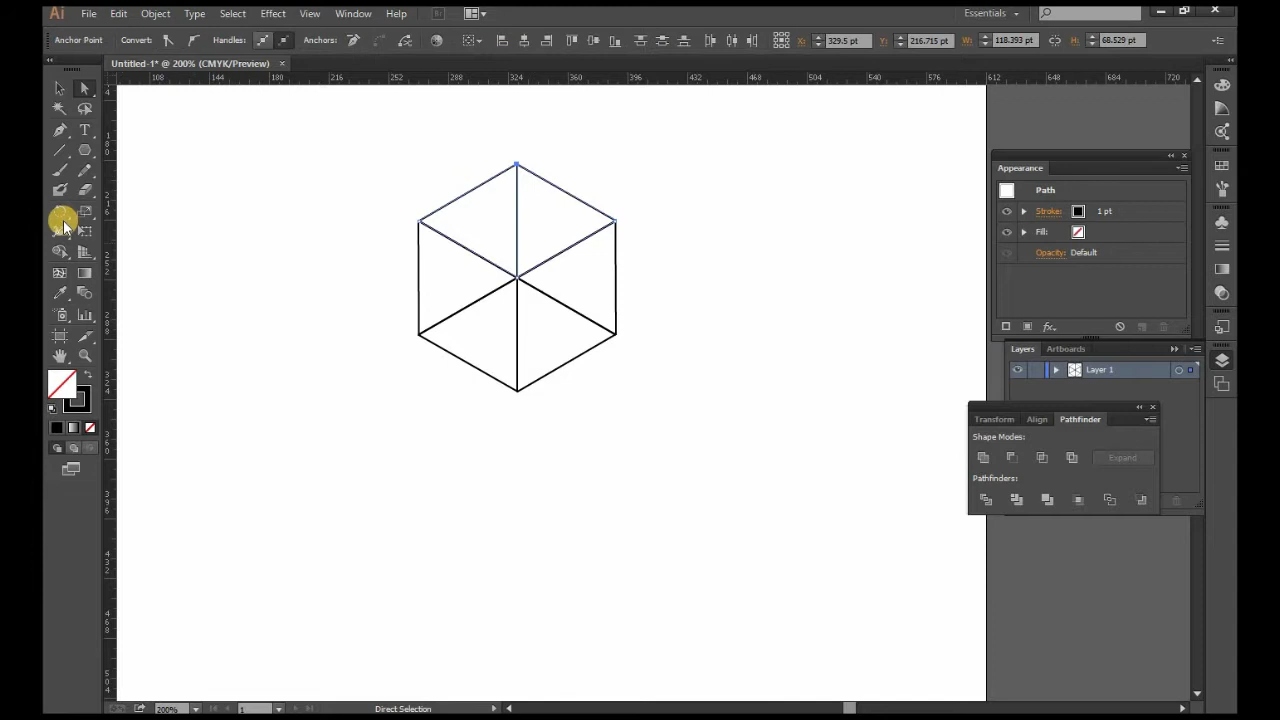 Ai File Edit Object Type Select Effect View Window Help Br Essentials
Anchor Point Convert: Handles: Anchors: X: 329.5 pt Y: 216.715 pt W: 118.393 pt H: 68.529 pt
Untitled-1* @ 200% (CMYK/Preview)
108 144 180 216 252 288 324 360 396 432 468 504 540 576 612 648 684 720
Appearance
Path
Stroke: 1 pt
Fill:
Opacity: Default
fx
Layers Artboards
Layer 1
Transform Align Pathfinder
Shape Modes:
Expand
Pathfinders:
200% 1 Direct Selection